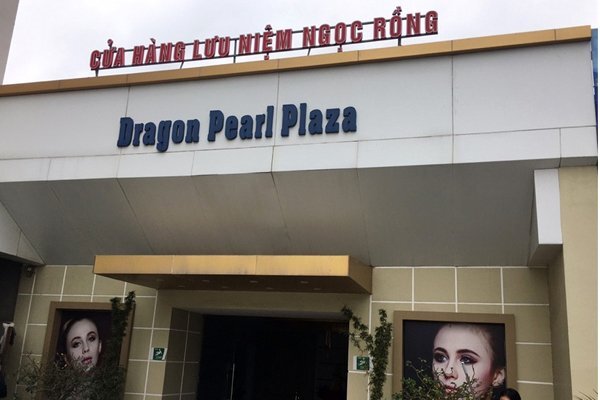 CỬA HÀNG LƯU NIỆM NGỌC RỒNG
Dragon Pearl Plaza